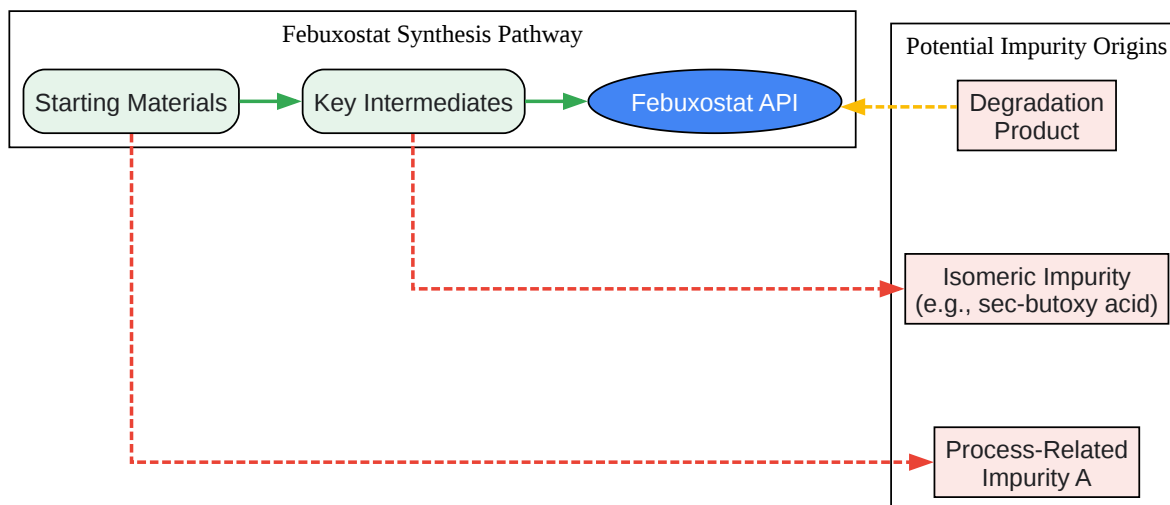 Febuxostat Synthesis Pathway
Starting Materials
Key Intermediates
Febuxostat API
Potential Impurity Origins
Degradation
Product
Isomeric Impurity
(e.g., sec-butoxy acid)
Process-Related
Impurity A